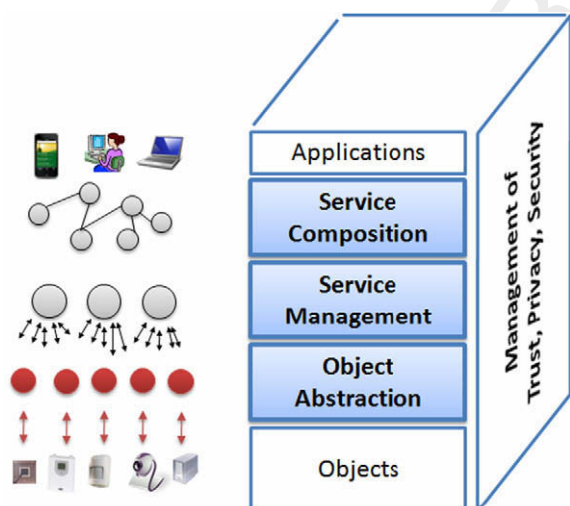 Applications
Service
Composition
Service
Management
Object
Abstraction
Objects
Management of
Trust, Privacy, Security